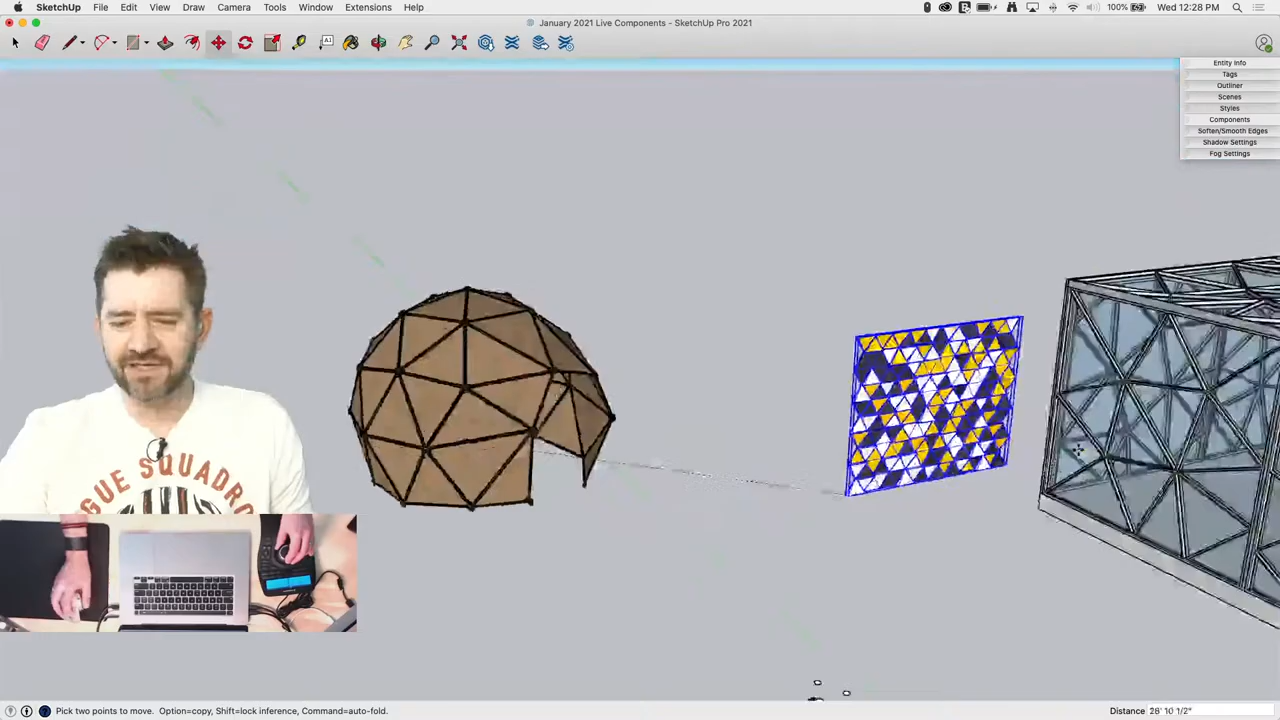 SketchUp File Edit View Draw Camera Tools Window Extensions Help 100% Wed 12:28 PM
January 2021 Live Components - SketchUp Pro 2021
Entity Info
Tags
Outliner
Scenes
Styles
Components
Soften/Smooth Edges
Shadow Settings
Fog Settings
GUE SQUADR
Pick two points to move. Option=copy, Shift=lock inference, Command=auto-fold. Distance 28' 10 1/2"